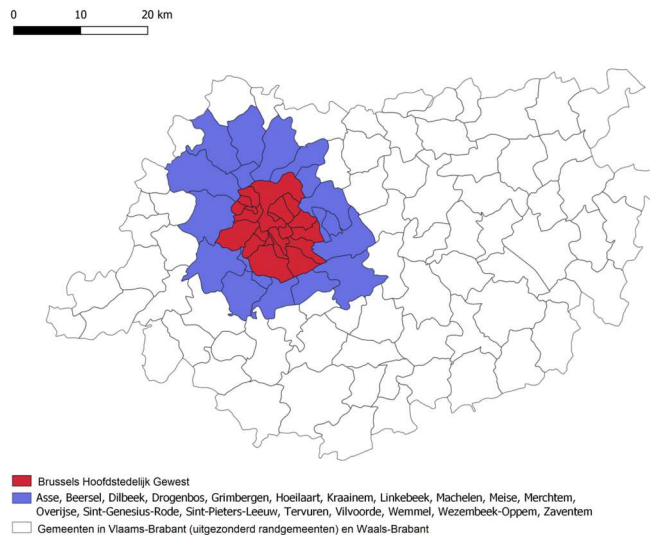 0 10 20 km
Brussels Hoofdstedelijk Gewest
Asse, Beersel, Dilbeek, Drogenbos, Grimbergen, Hoeilaart, Kraainem, Linkebeek, Machelen, Meise, Merchtem,
Overijse, Sint-Genesius-Rode, Sint-Pieters-Leeuw, Tervuren, Vilvoorde, Wemmel, Wezembeek-Oppem, Zaventem
Gemeenten in Vlaams-Brabant (uitgezonderd randgemeenten) en Waals-Brabant